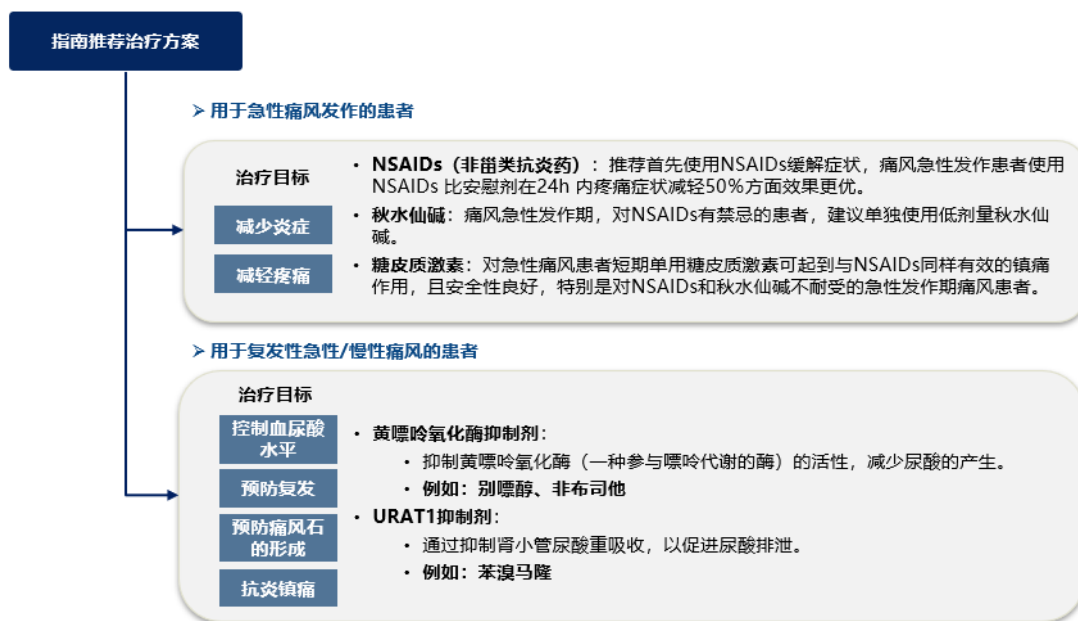 指南推荐治疗方案
➢ 用于急性痛风发作的患者
治疗目标
减少炎症
减轻疼痛
• NSAIDs（非甾类抗炎药）：推荐首先使用NSAIDs缓解症状，痛风急性发作患者使用
NSAIDs 比安慰剂在24h 内疼痛症状减轻50%方面效果更优。
• 秋水仙碱：痛风急性发作期，对NSAIDs有禁忌的患者，建议单独使用低剂量秋水仙
碱。
• 糖皮质激素：对急性痛风患者短期单用糖皮质激素可起到与NSAIDs同样有效的镇痛
作用，且安全性良好，特别是对NSAIDs和秋水仙碱不耐受的急性发作期痛风患者。
➢ 用于复发性急性/慢性痛风的患者
治疗目标
控制血尿酸
水平
预防复发
预防痛风石
的形成
抗炎镇痛
• 黄嘌呤氧化酶抑制剂：
• 抑制黄嘌呤氧化酶（一种参与嘌呤代谢的酶）的活性，减少尿酸的产生。
• 例如：别嘌醇、非布司他
• URAT1抑制剂：
• 通过抑制肾小管尿酸重吸收，以促进尿酸排泄。
• 例如：苯溴马隆